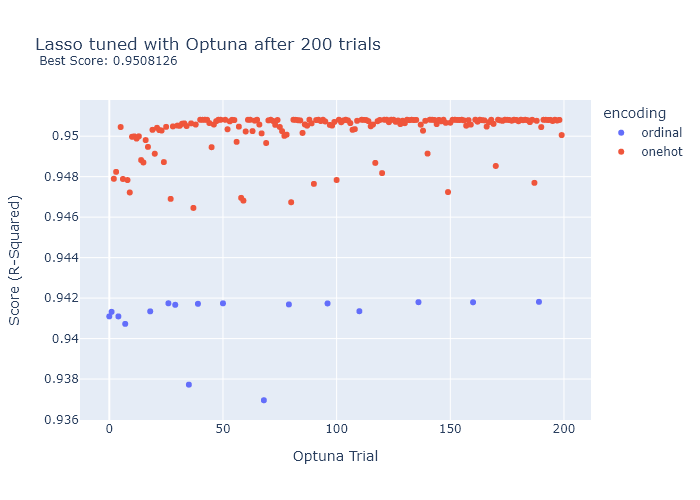 Lasso tuned with Optuna after 200 trials
Best Score: 0.9508126
encoding
ordinal
onehot
0.95
0.948
0.946
0.944
0.942
0.94
0.938
0.936
Score (R-Squared)
0
50
100
150
200
Optuna Trial